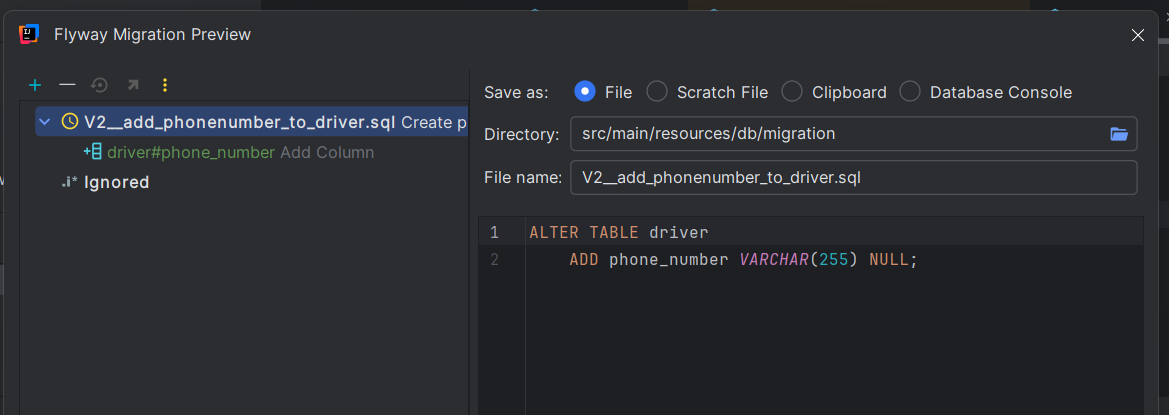 Flyway Migration Preview
V2__add_phonenumber_to_driver.sql Create p
driver#phone_number Add Column
.i* Ignored
Save as: File Scratch File Clipboard Database Console
Directory: src/main/resources/db/migration
File name: V2__add_phonenumber_to_driver.sql
1 ALTER TABLE driver
2 ADD phone_number VARCHAR(255) NULL;